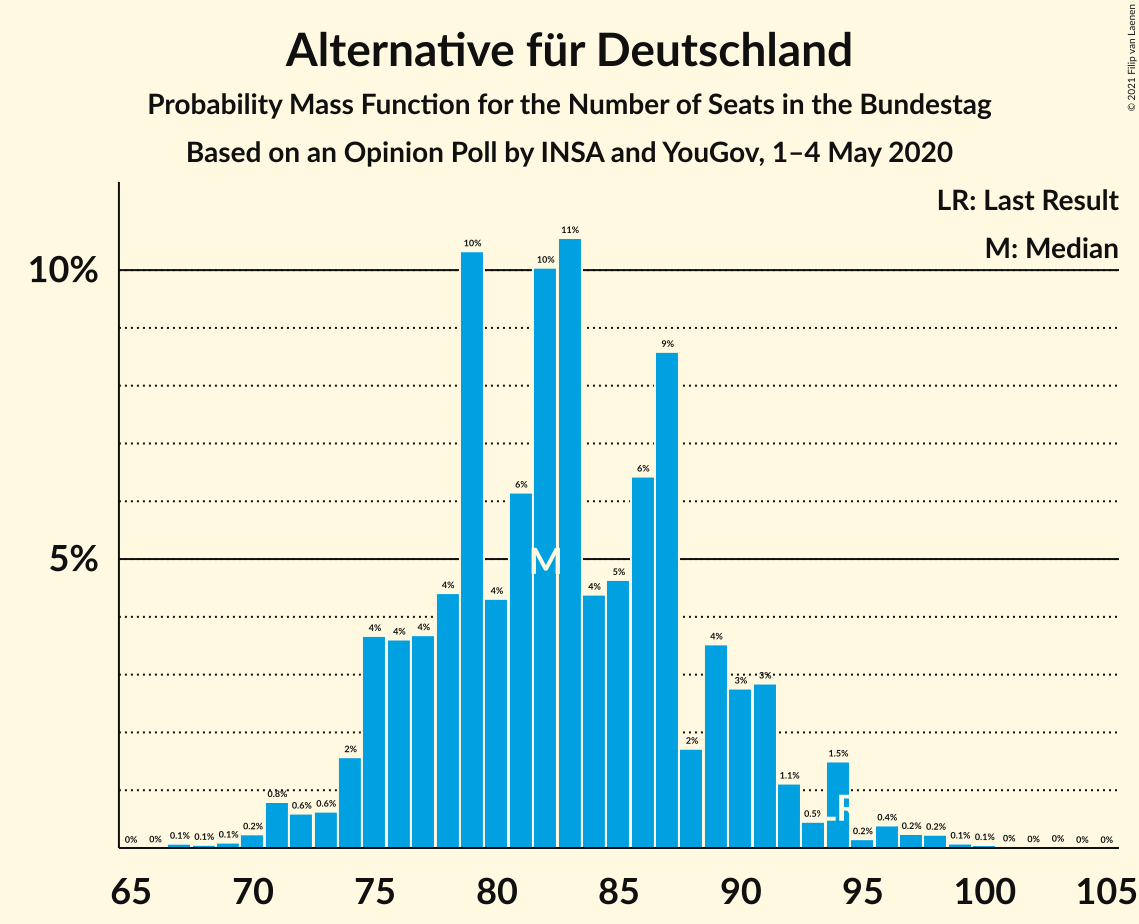 © 2021 Filip van Laenen
Alternative für Deutschland
Probability Mass Function for the Number of Seats in the Bundestag
Based on an Opinion Poll by INSA and YouGov, 1–4 May 2020
LR: Last Result
M: Median
10%
5%
0% 0% 0.1% 0.1% 0.1% 0.2% 0.8% 0.6% 0.6% 2% 4% 4% 4% 4% 10% 4% 6% 10% 11% 4% 5% 6% 9% 2% 4% 3% 3% 1.1% 0.5% 1.5% 0.2% 0.4% 0.2% 0.2% 0.1% 0.1% 0% 0% 0% 0% 0%
M
LR
65 70 75 80 85 90 95 100 105